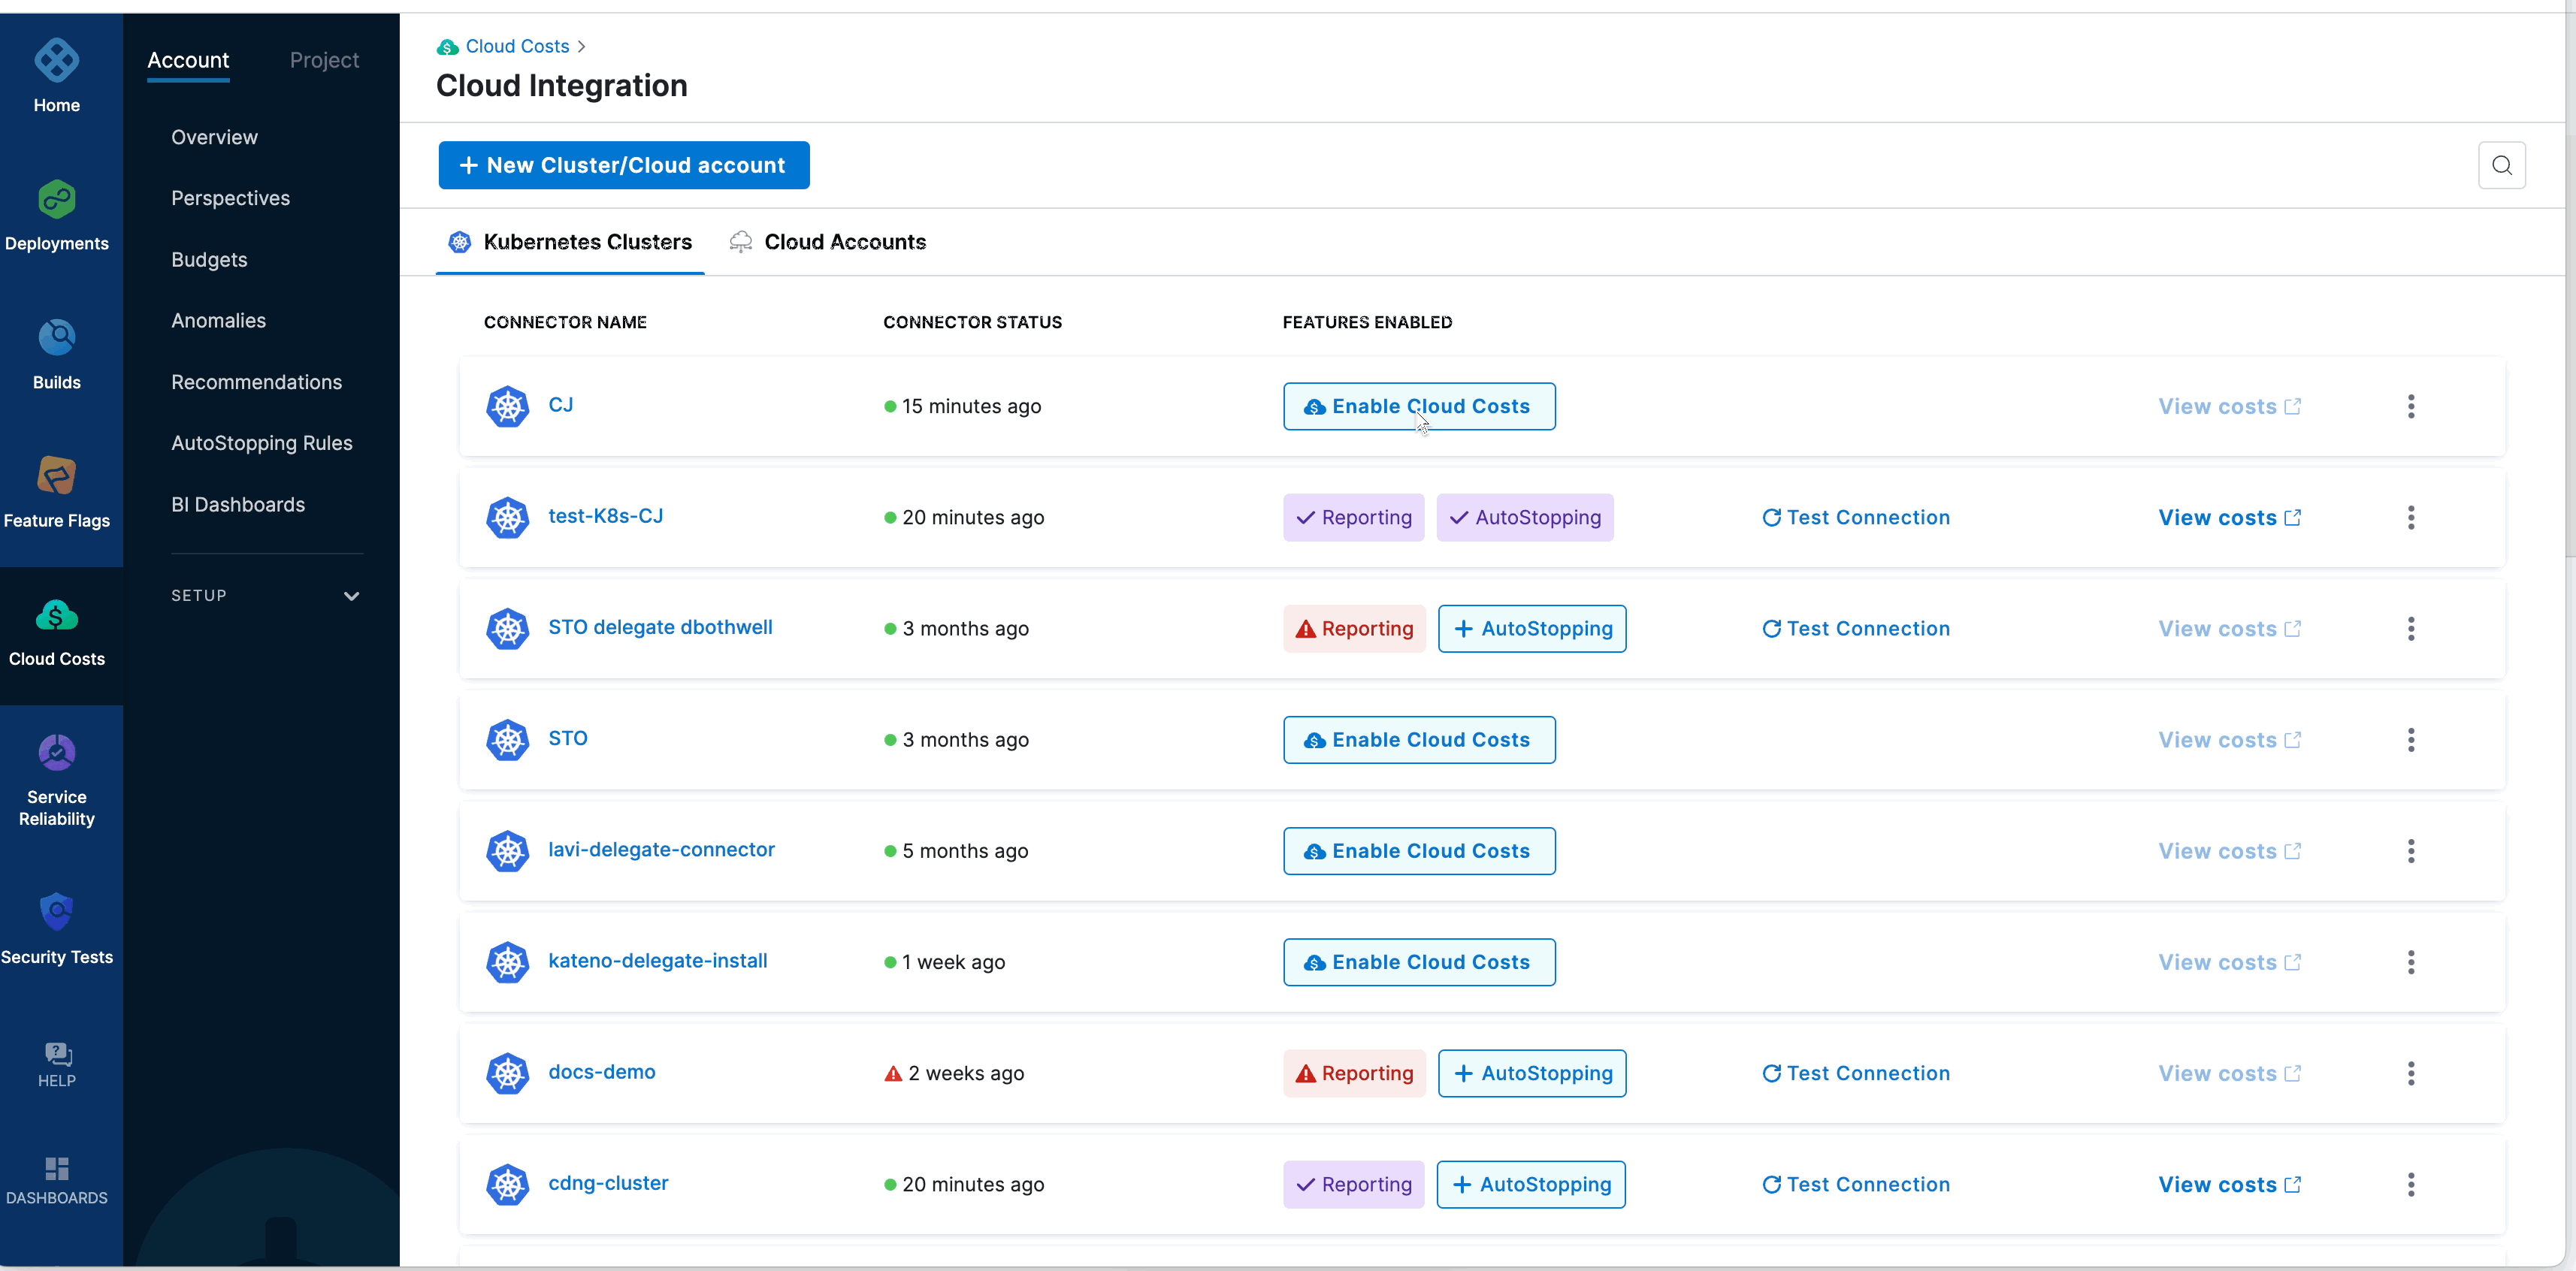 Home
Deployments
Builds
Feature Flags
Cloud Costs
Service
Reliability
Security Tests
HELP
DASHBOARDS
Account Project
Overview
Perspectives
Budgets
Anomalies
Recommendations
AutoStopping Rules
BI Dashboards
SETUP
Cloud Costs >
Cloud Integration
+ New Cluster/Cloud account
Kubernetes Clusters Cloud Accounts
CONNECTOR NAME CONNECTOR STATUS FEATURES ENABLED
CJ 15 minutes ago Enable Cloud Costs View costs
test-K8s-CJ 20 minutes ago Reporting AutoStopping Test Connection View costs
STO delegate dbothwell 3 months ago Reporting + AutoStopping Test Connection View costs
STO 3 months ago Enable Cloud Costs View costs
lavi-delegate-connector 5 months ago Enable Cloud Costs View costs
kateno-delegate-install 1 week ago Enable Cloud Costs View costs
docs-demo 2 weeks ago Reporting + AutoStopping Test Connection View costs
cdng-cluster 20 minutes ago Reporting + AutoStopping Test Connection View costs